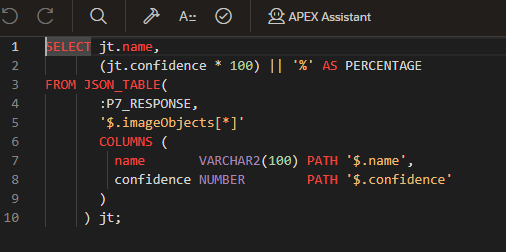 A::
APEX Assistant
1 SELECT jt.name,
2 (jt.confidence * 100) || '%' AS PERCENTAGE
3 FROM JSON_TABLE(
4 :P7_RESPONSE,
5 '$.imageObjects[*]'
6 COLUMNS (
7 name VARCHAR2(100) PATH '$.name',
8 confidence NUMBER PATH '$.confidence'
9 )
10 ) jt;